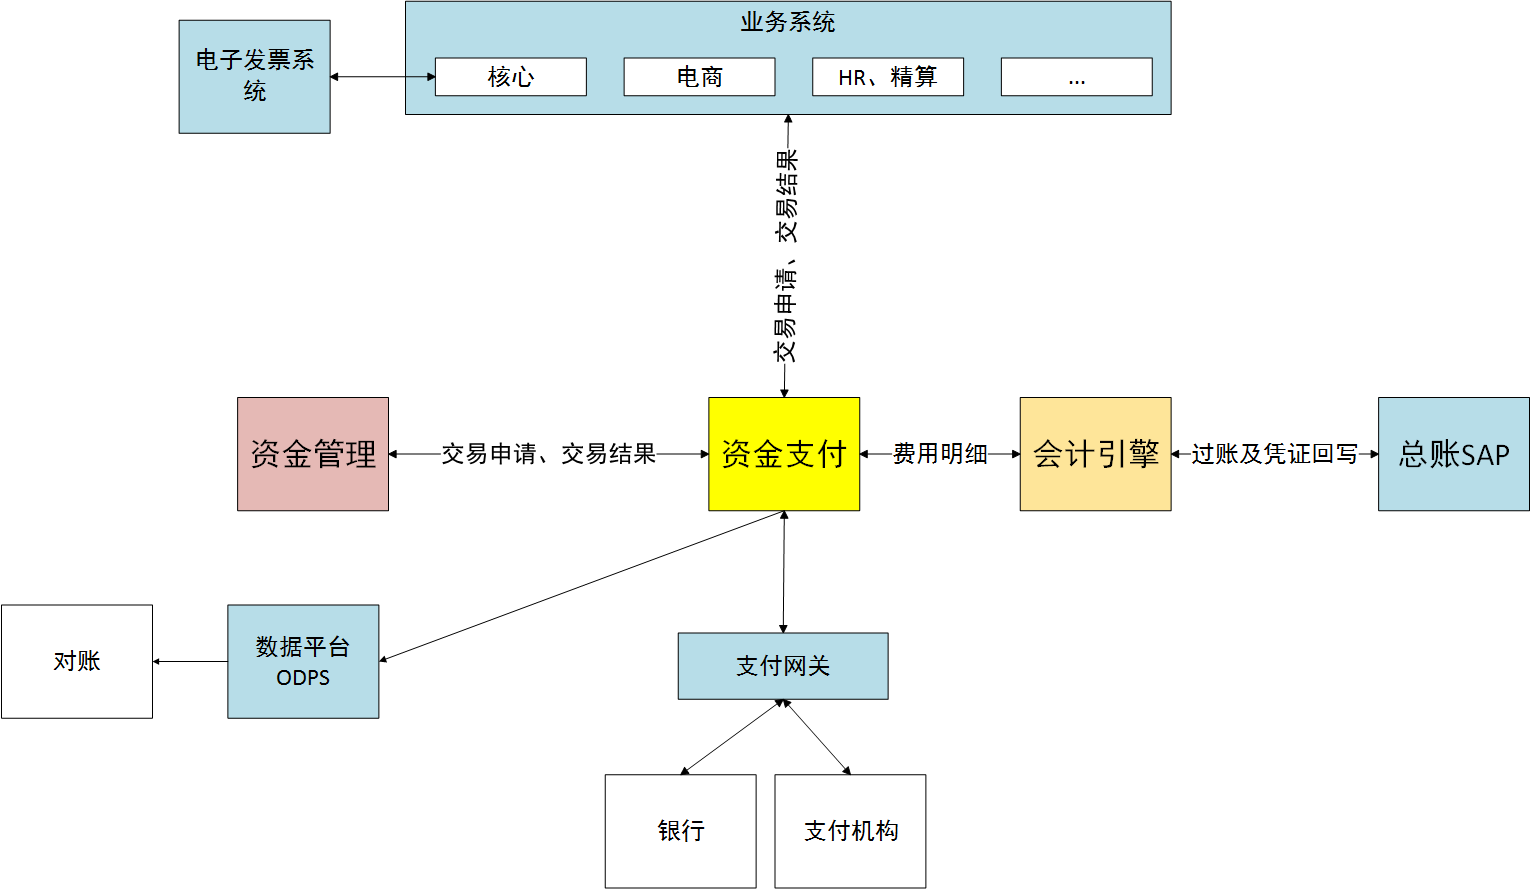 业务系统
电子发票系
统
核心
电商
HR、精算
...
交易申请、交易结果
资金管理
交易申请、交易结果
资金支付
费用明细
会计引擎
过账及凭证回写
总账SAP
对账
数据平台
ODPS
支付网关
银行
支付机构